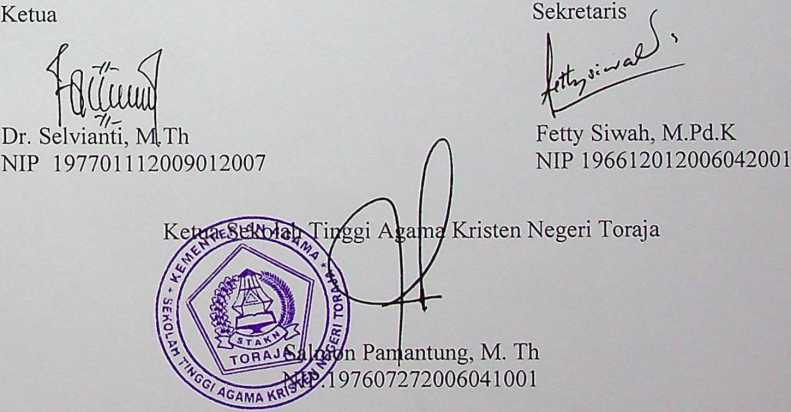 Ketua
Sekretaris
Fettysiwah
Dr. Selvianti, M.Th
NIP 197701112009012007
Fetty Siwah, M.Pd.K
NIP 196612012006042001
Ketua Sekolah Tinggi Agama Kristen Negeri Toraja
KEMENTERIAN AGAMA
SEKOLAH TINGGI AGAMA KRISTEN NEGERI TORAJA
STAKN
TORAJA
Salmon Pamantung, M. Th
NIP.197607272006041001